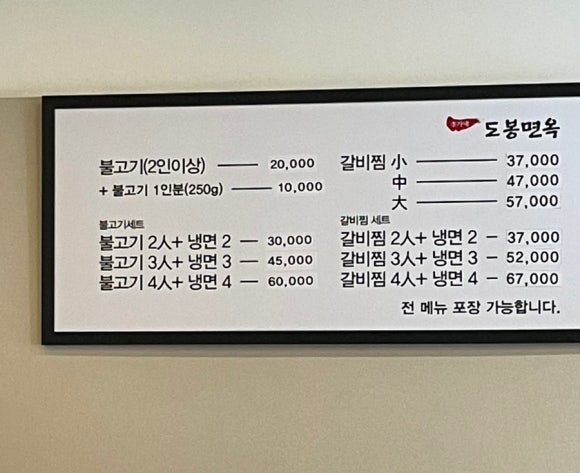 도봉면옥
불고기(2인이상) 20,000
+ 불고기 1인분(250g) 10,000
불고기세트
불고기 2人+ 냉면 2 — 30,000
불고기 3人+ 냉면 3 — 45,000
불고기 4人+ 냉면 4 — 60,000
갈비찜 小 37,000
中 47,000
大 57,000
갈비찜 세트
갈비찜 2人+ 냉면 2 – 37,000
갈비찜 3人+ 냉면 3 – 52,000
갈비찜 4人+ 냉면 4 – 67,000
전 메뉴 포장 가능합니다.